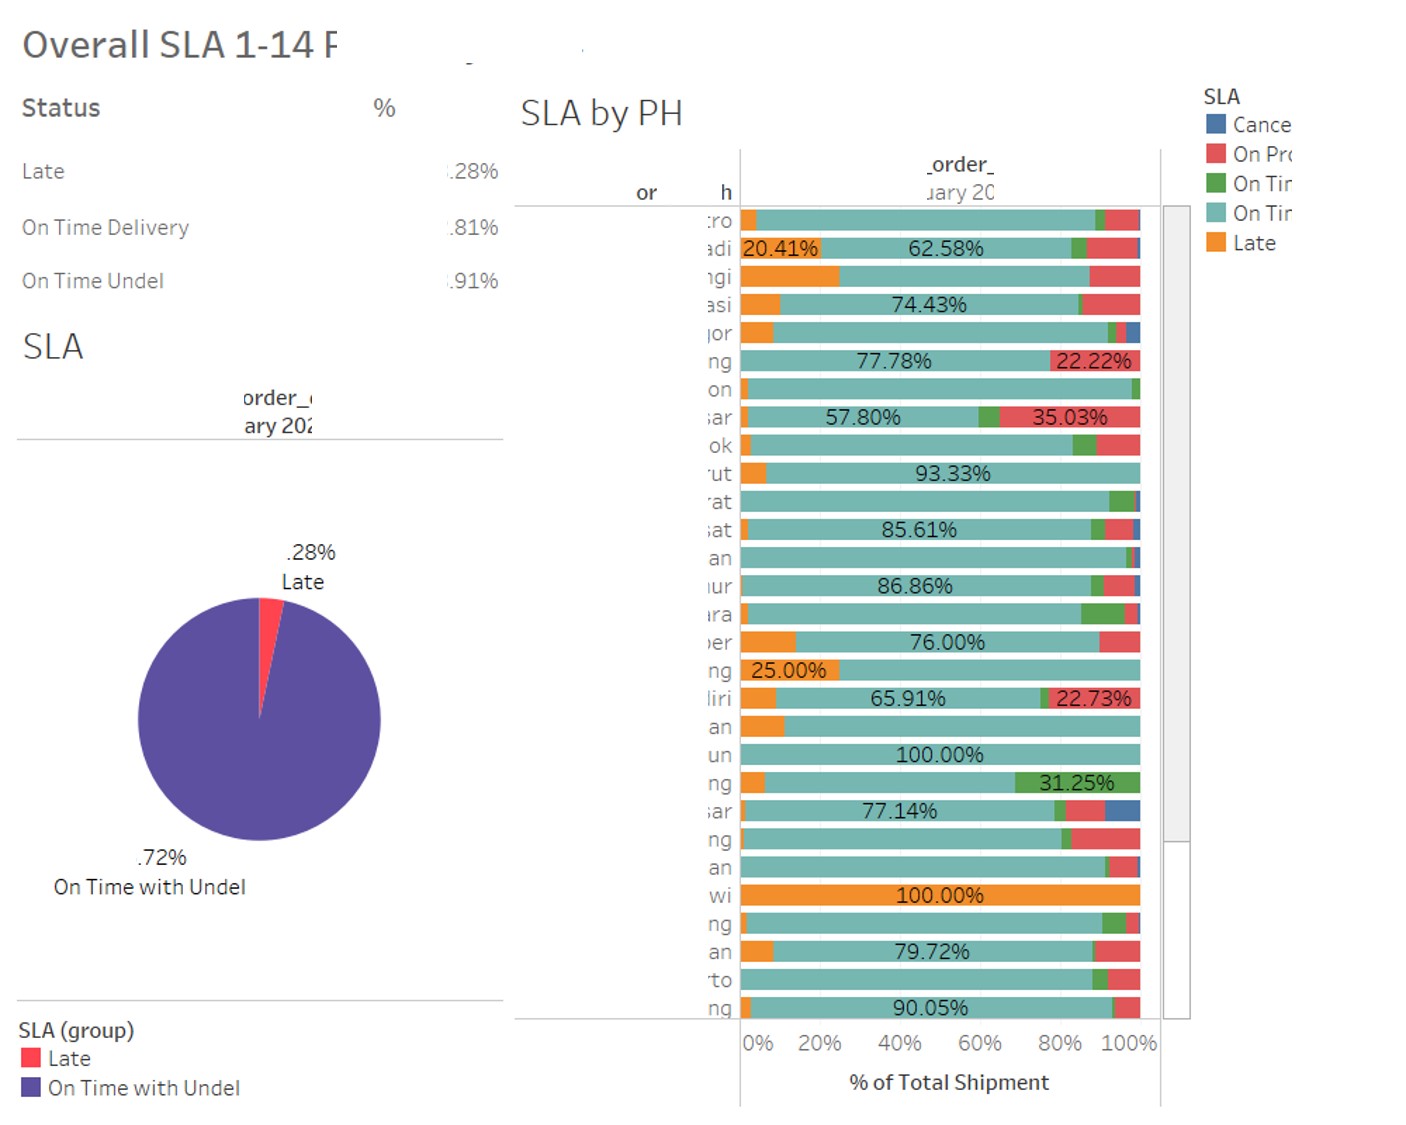 Overall SLA 1-14
Status %
Late .28%
On Time Delivery .81%
On Time Undel .91%
SLA
order_
ary 202
.28%
Late
.72%
On Time with Undel
SLA (group)
Late
On Time with Undel
SLA by PH
_order_
uary 20
or h
tro
adi 20.41% 62.58%
ngi
asi 74.43%
gor
ng 77.78% 22.22%
on
sar 57.80% 35.03%
ok
rut 93.33%
rat
sat 85.61%
an
nur 86.86%
ara
ber 76.00%
ng 25.00%
diri 65.91% 22.73%
an
un 100.00%
ng 31.25%
sar 77.14%
ng
an
wi 100.00%
ng
an 79.72%
rto
ng 90.05%
0% 20% 40% 60% 80% 100%
% of Total Shipment
SLA
Cance
On Pro
On Tir
On Tir
Late